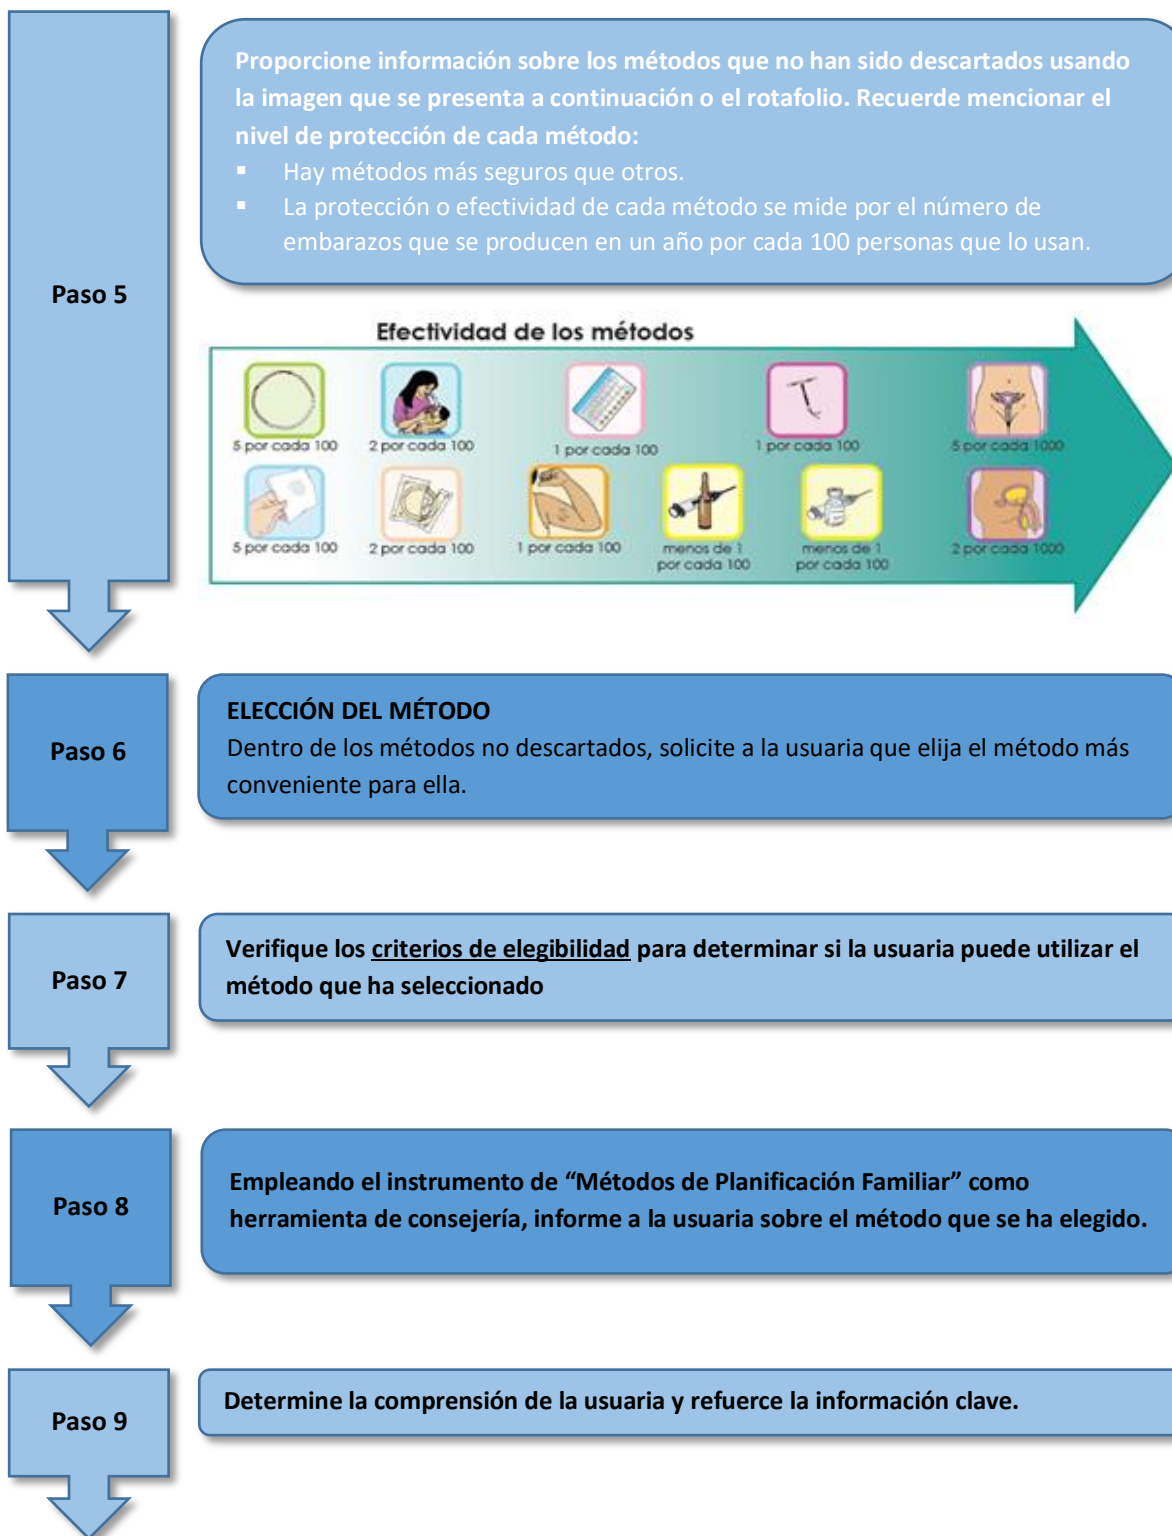 Paso 5
Proporcione información sobre los métodos que no han sido descartados usando
la imagen que se presenta a continuación o el rotafolio. Recuerde mencionar el
nivel de protección de cada método:
▪ Hay métodos más seguros que otros.
▪ La protección o efectividad de cada método se mide por el número de
embarazos que se producen en un año por cada 100 personas que lo usan.
Efectividad de los métodos
5 por cada 100
2 por cada 100
1 por cada 100
1 por cada 100
5 por cada 1000
5 por cada 100
2 por cada 100
1 por cada 100
menos de 1
por cada 100
menos de 1
por cada 100
2 por cada 1000
Paso 6
ELECCIÓN DEL MÉTODO
Dentro de los métodos no descartados, solicite a la usuaria que elija el método más
conveniente para ella.
Paso 7
Verifique los criterios de elegibilidad para determinar si la usuaria puede utilizar el
método que ha seleccionado
Paso 8
Empleando el instrumento de “Métodos de Planificación Familiar” como
herramienta de consejería, informe a la usuaria sobre el método que se ha elegido.
Paso 9
Determine la comprensión de la usuaria y refuerce la información clave.